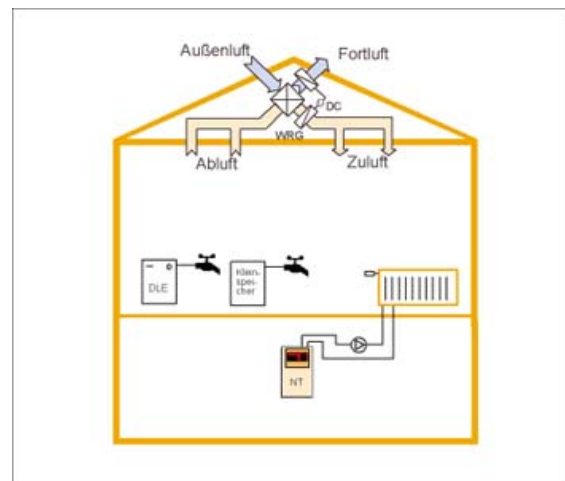 Außenluft
Fortluft
DC
WRG
Abluft
Zuluft
DLE
Klein-
spei-
cher
NT